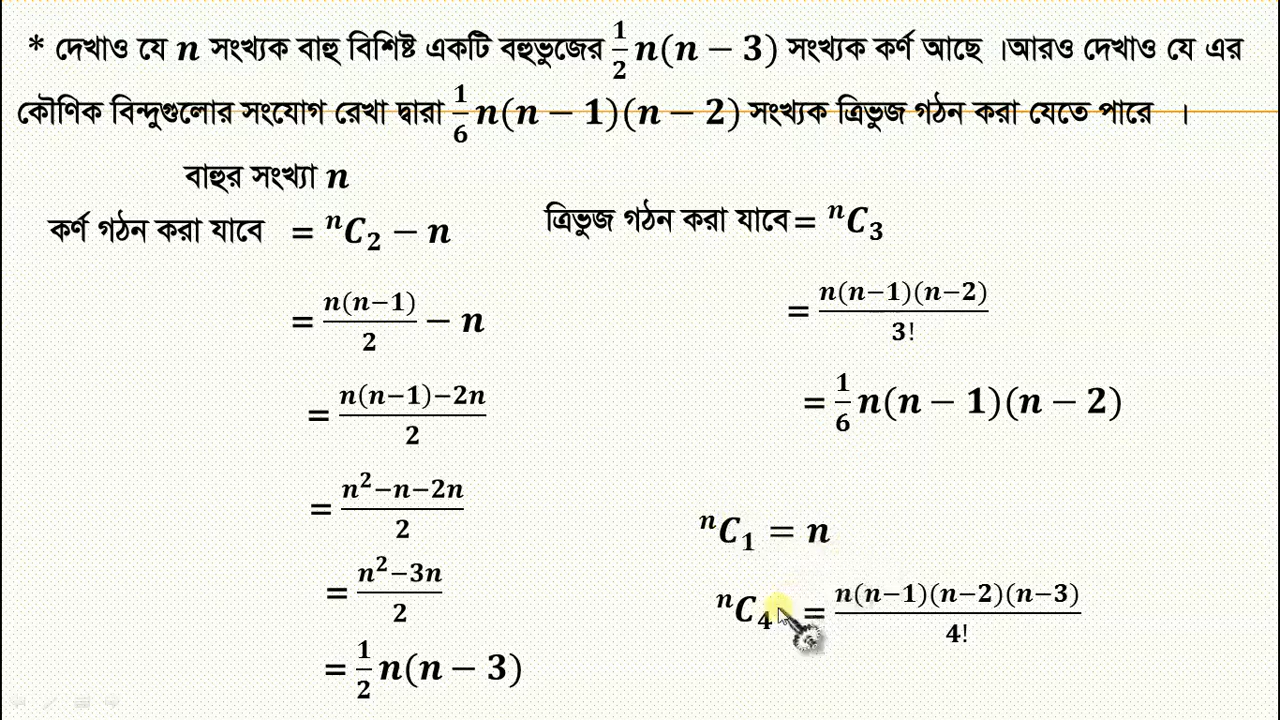 * দেখাও যে n সংখ্যক বাহু বিশিষ্ট একটি বহুভুজের 1/2 n(n − 3) সংখ্যক কর্ণ আছে ।আরও দেখাও যে এর
কৌণিক বিন্দুগুলোর সংযোগ রেখা দ্বারা 1/6 n(n − 1)(n − 2) সংখ্যক ত্রিভুজ গঠন করা যেতে পারে ।
বাহুর সংখ্যা n
কর্ণ গঠন করা যাবে = ⁿC₂ − n
= n(n−1)/2 − n
= n(n−1)−2n/2
= n²−n−2n/2
= n²−3n/2
= 1/2 n(n − 3)
ত্রিভুজ গঠন করা যাবে = ⁿC₃
= n(n−1)(n−2)/3!
= 1/6 n(n − 1)(n − 2)
ⁿC₁ = n
ⁿC₄ = n(n−1)(n−2)(n−3)/4!